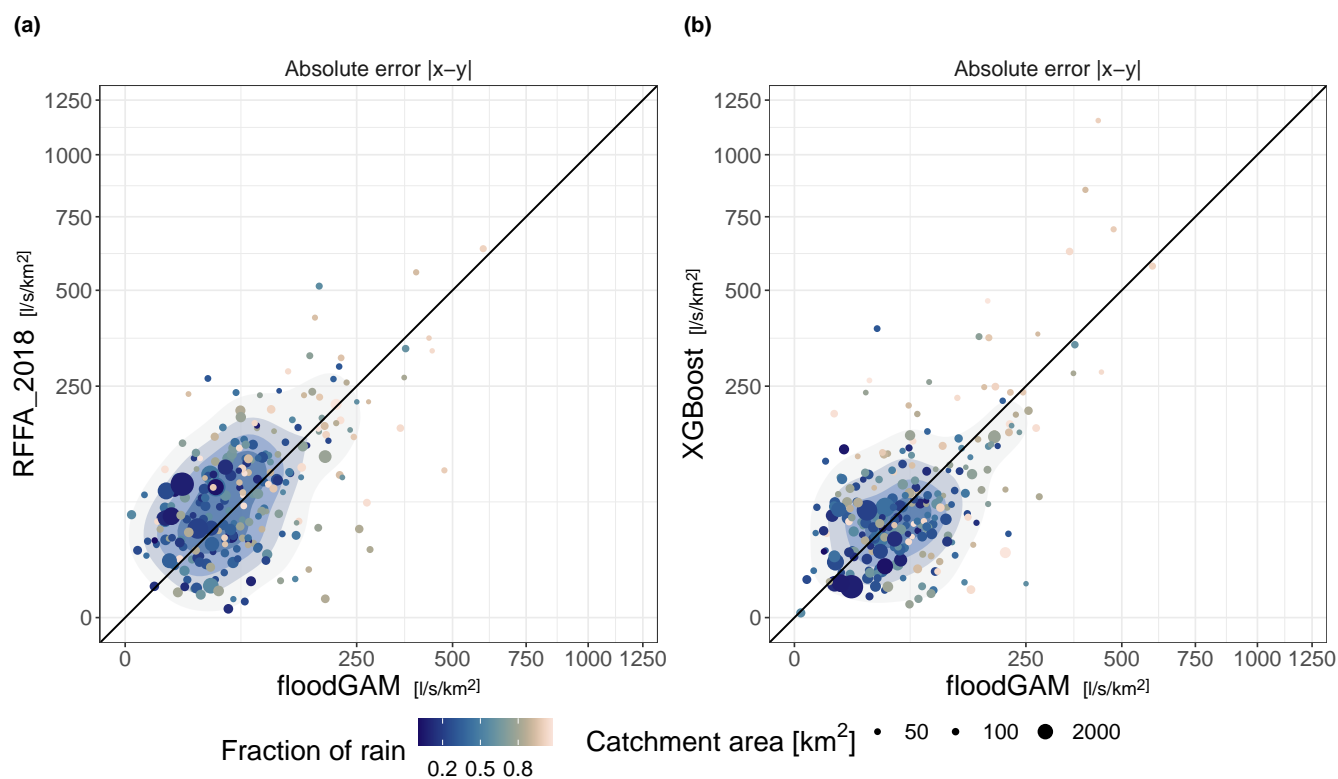 (a)
Absolute error |x−y|
1250
1000
750
500
250
0
RFFA_2018 [l/s/km²]
0 250 500 750 1000 1250
floodGAM [l/s/km²]
(b)
Absolute error |x−y|
1250
1000
750
500
250
0
XGBoost [l/s/km²]
0 250 500 750 1000 1250
floodGAM [l/s/km²]
Fraction of rain
0.2 0.5 0.8
Catchment area [km²] 50 100 2000